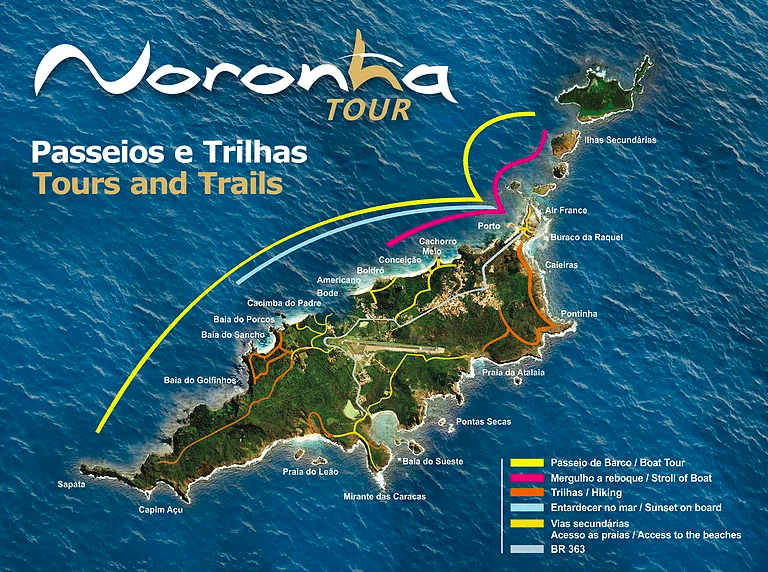 Noronha
TOUR
Passeios e Trilhas
Tours and Trails
Ilhas Secundárias
Air France
Porto
Buraco da Raquel
Cachorro
Meio
Conceição
Caieiras
Boldró
Americano
Bode
Cacimba do Padre
Pontinha
Baia do Porcos
Baia do Sancho
Praia da Atalaia
Baia do Golfinhos
Pontas Secas
Baia do Sueste
Praia do Leão
Sapata
Mirante das Caracas
Capim Açu
Passeio de Barco / Boat Tour
Mergulho a reboque / Stroll of Boat
Trilhas / Hiking
Entardecer no mar / Sunset on board
Vias secundárias
Acesso as praias / Access to the beaches
BR 363